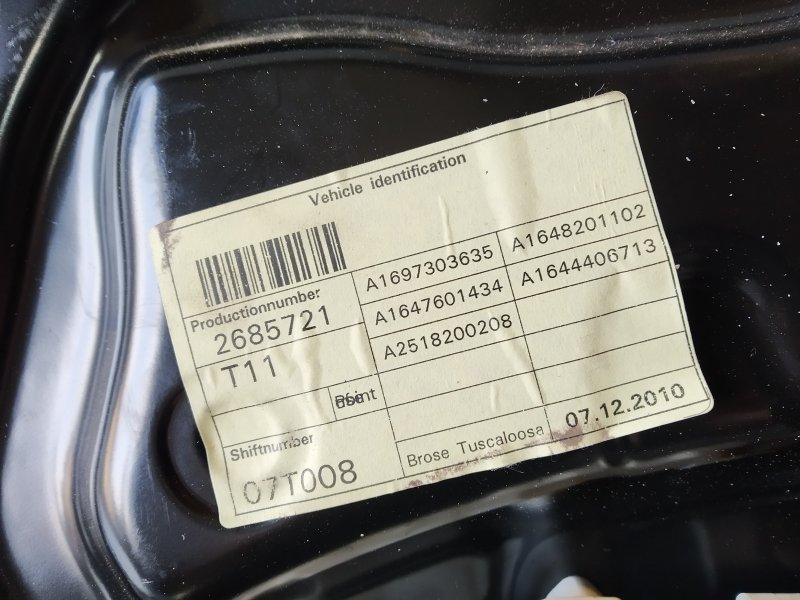 Vehicle identification
Productionnumber
2685721
T11
Shiftnumber
07T008
A1697303635 A1648201102
A1647601434 A1644406713
A2518200208
Brose Tuscaloosa 07.12.2010